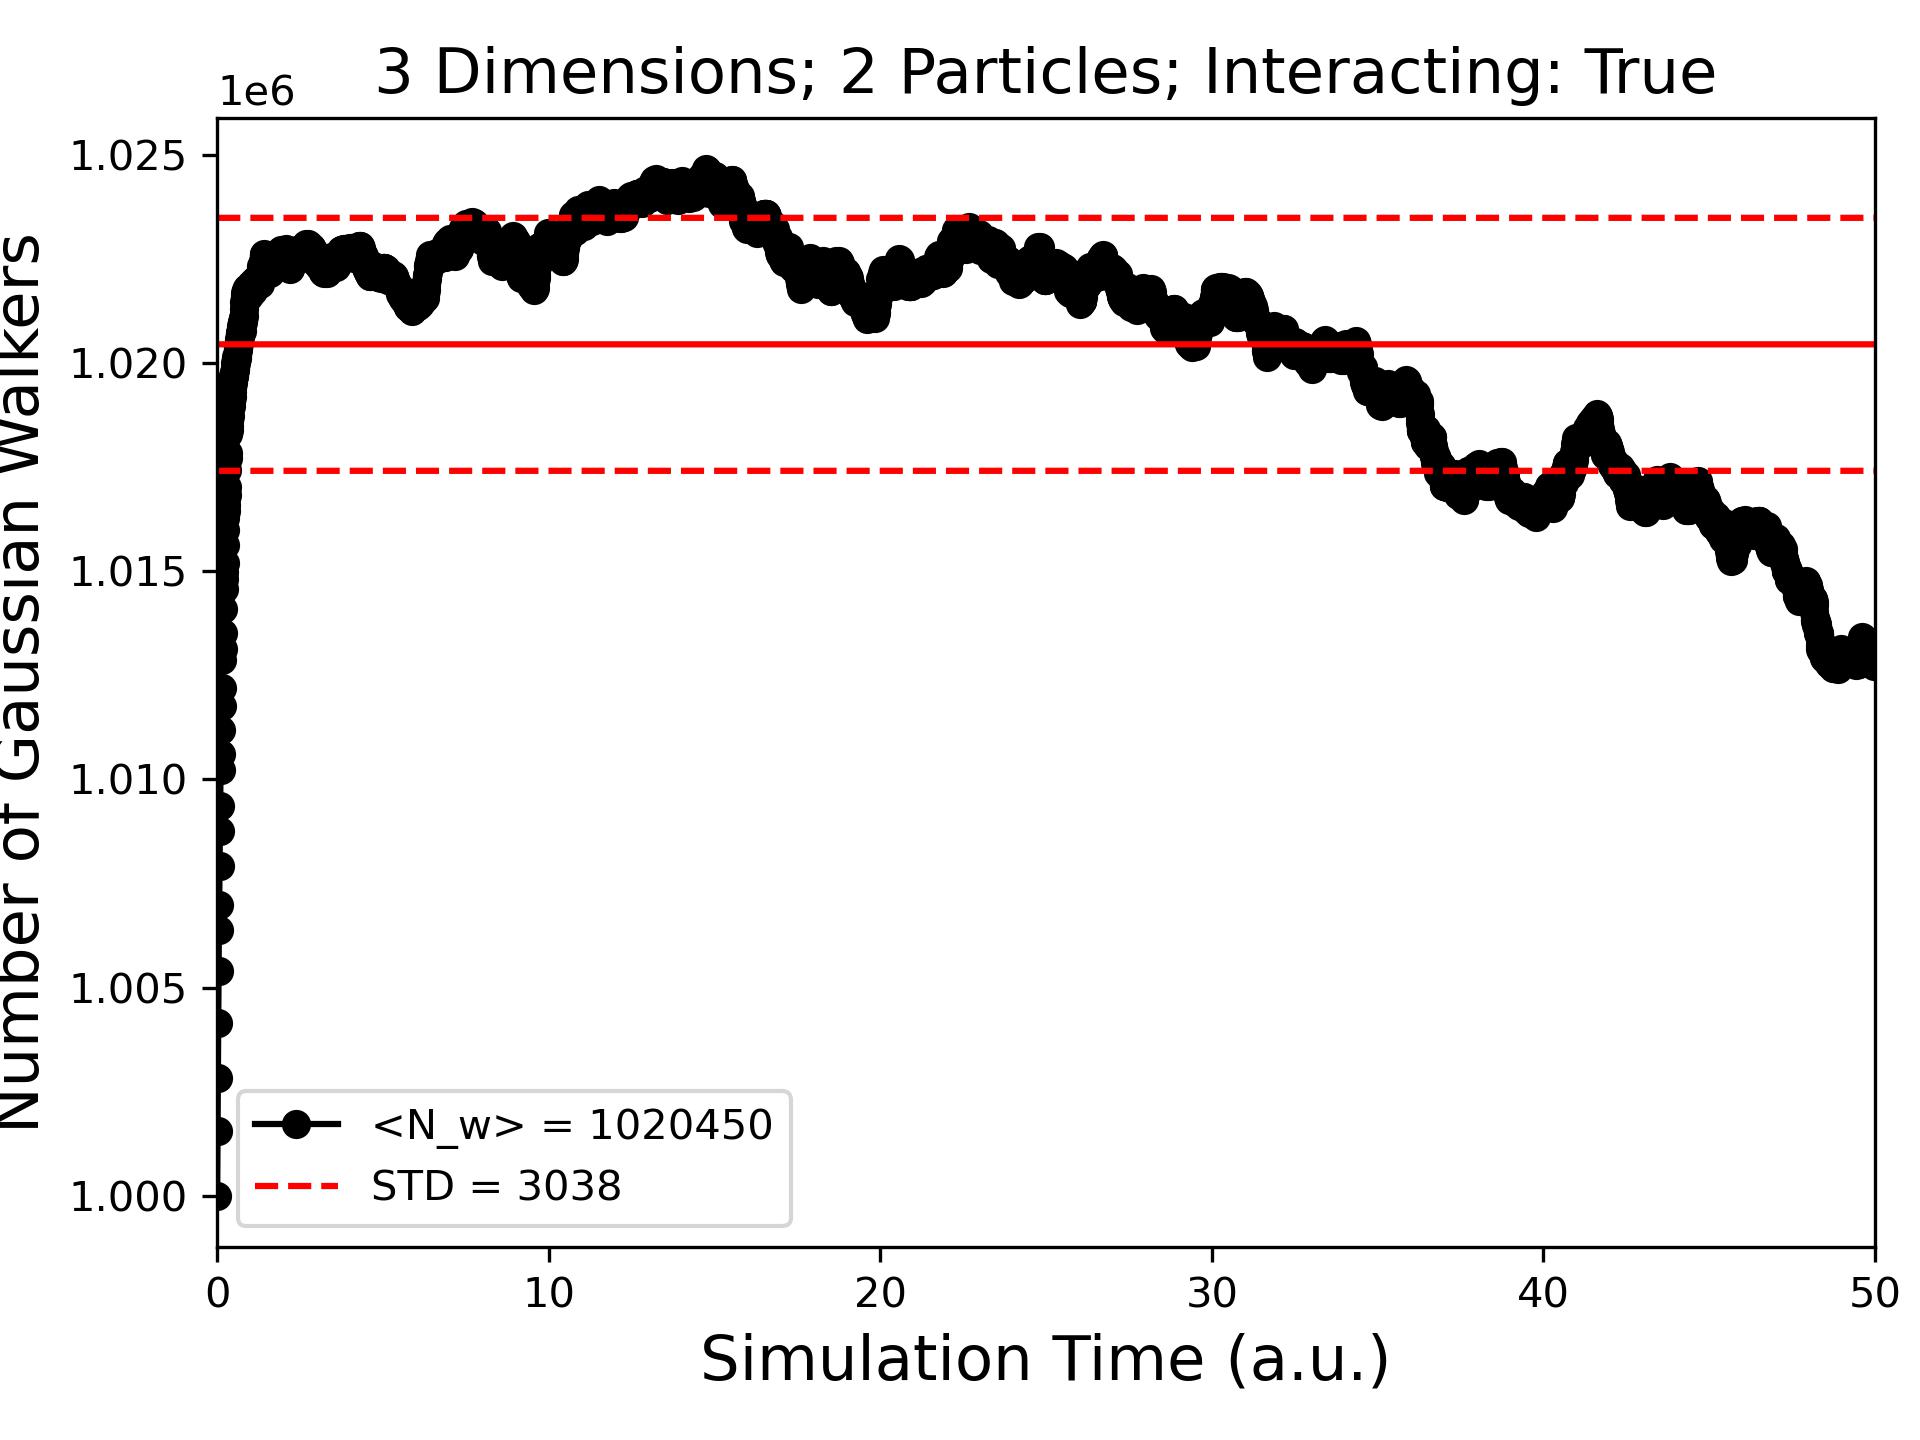 3 Dimensions; 2 Particles; Interacting: True
1e6
Number of Gaussian Walkers
1.025
1.020
1.015
1.010
1.005
1.000
<N_w> = 1020450
STD = 3038
0 10 20 30 40 50
Simulation Time (a.u.)